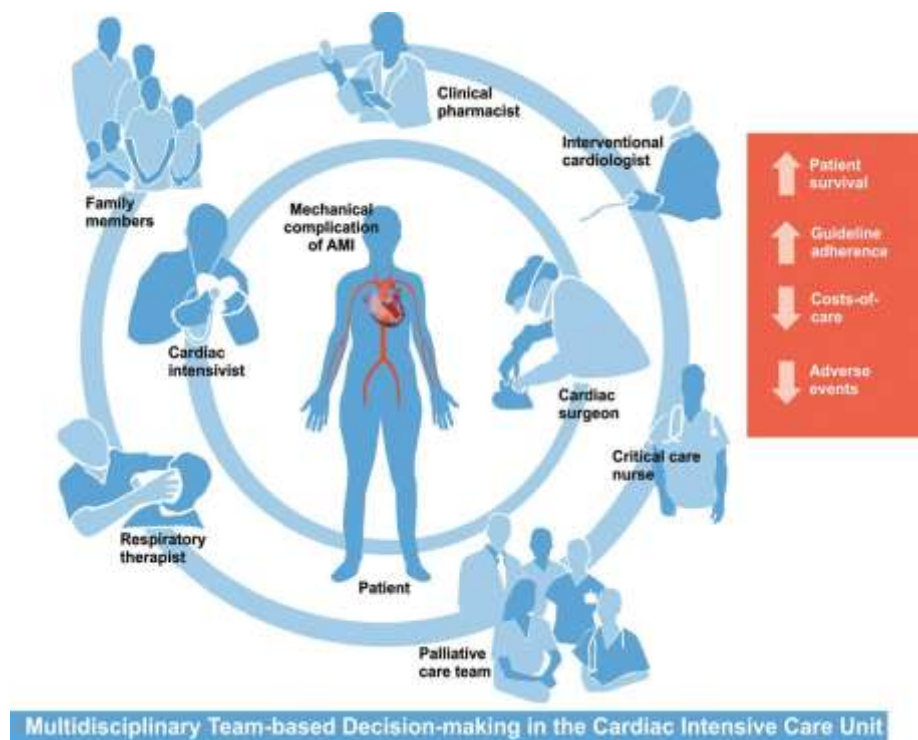 Clinical
pharmacist
Interventional
cardiologist
Family
members
Mechanical
complication
of AMI
Cardiac
intensivist
Cardiac
surgeon
Critical care
nurse
Respiratory
therapist
Patient
Palliative
care team
Patient
survival
Guideline
adherence
Costs-of-
care
Adverse
events
Multidisciplinary Team-based Decision-making in the Cardiac Intensive Care Unit